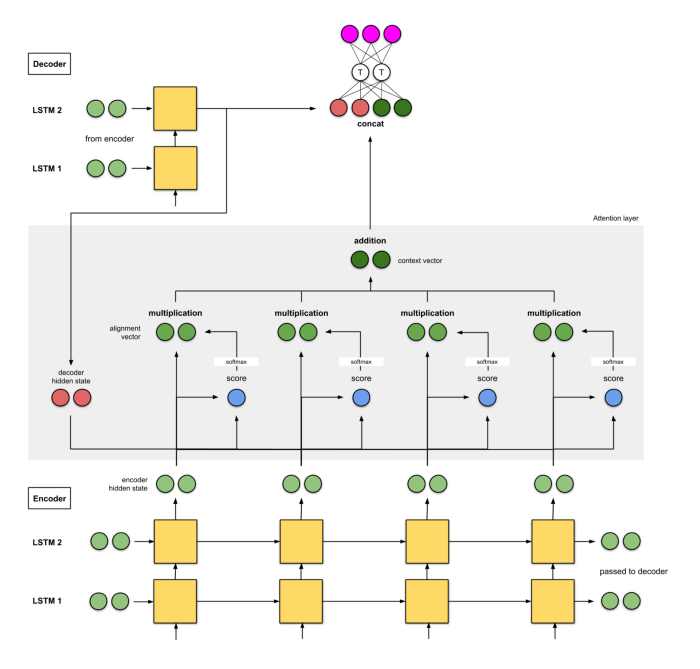 Decoder
T T
LSTM 2
concat
from encoder
LSTM 1
Attention layer
addition
context vector
multiplication multiplication multiplication multiplication
alignment
vector
softmax softmax softmax softmax
decoder
hidden state
score score score score
encoder
hidden state
Encoder
LSTM 2
passed to decoder
LSTM 1